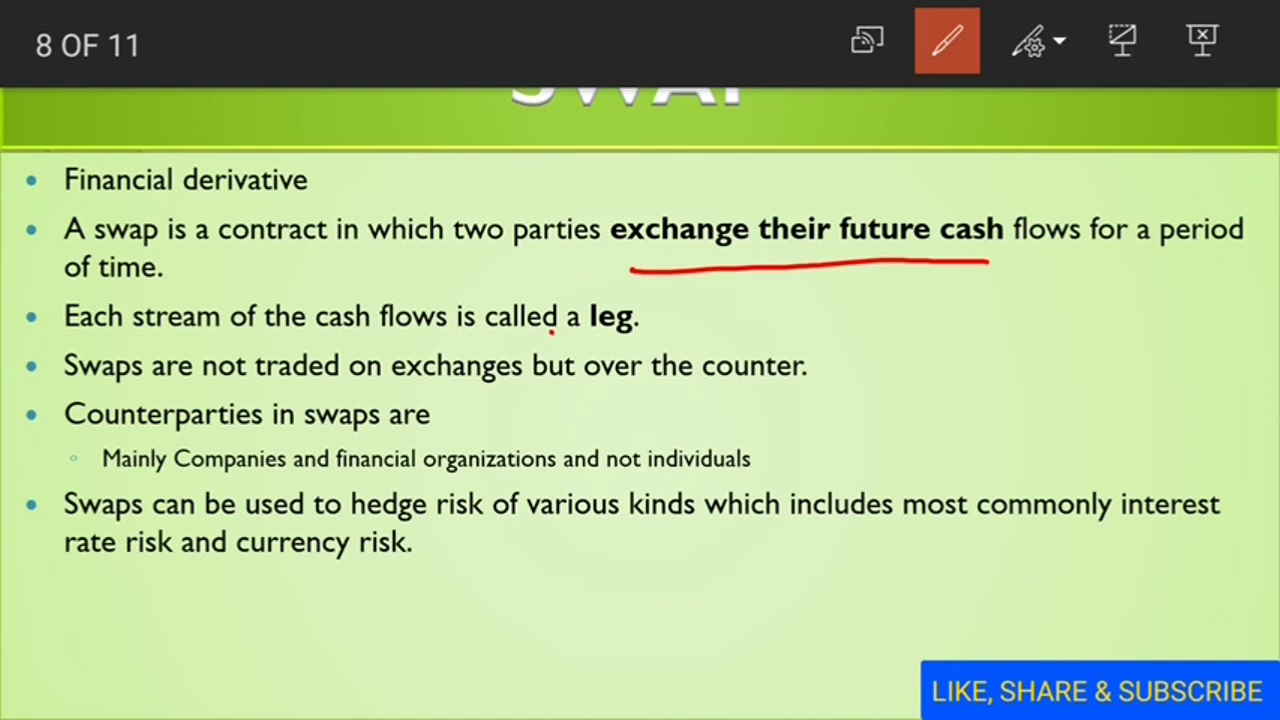 8 OF 11
SWAP
• Financial derivative
• A swap is a contract in which two parties exchange their future cash flows for a period
of time.
• Each stream of the cash flows is called a leg.
• Swaps are not traded on exchanges but over the counter.
• Counterparties in swaps are
◦ Mainly Companies and financial organizations and not individuals
• Swaps can be used to hedge risk of various kinds which includes most commonly interest
rate risk and currency risk.
LIKE, SHARE & SUBSCRIBE